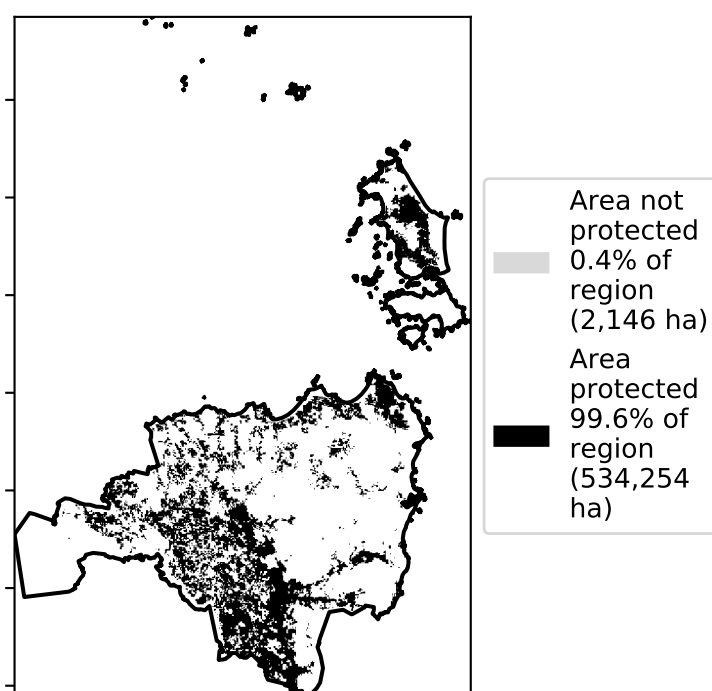 Area not
protected
0.4% of
region
(2,146 ha)
Area
protected
99.6% of
region
(534,254
ha)